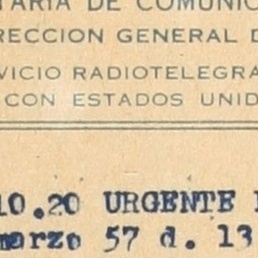 TARIA DE COMUNIC
RECCION GENERAL D
VICIO RADIOTELEGRA
CON ESTADOS UNID
10.20 URGENTE
marzo 57 d. 13